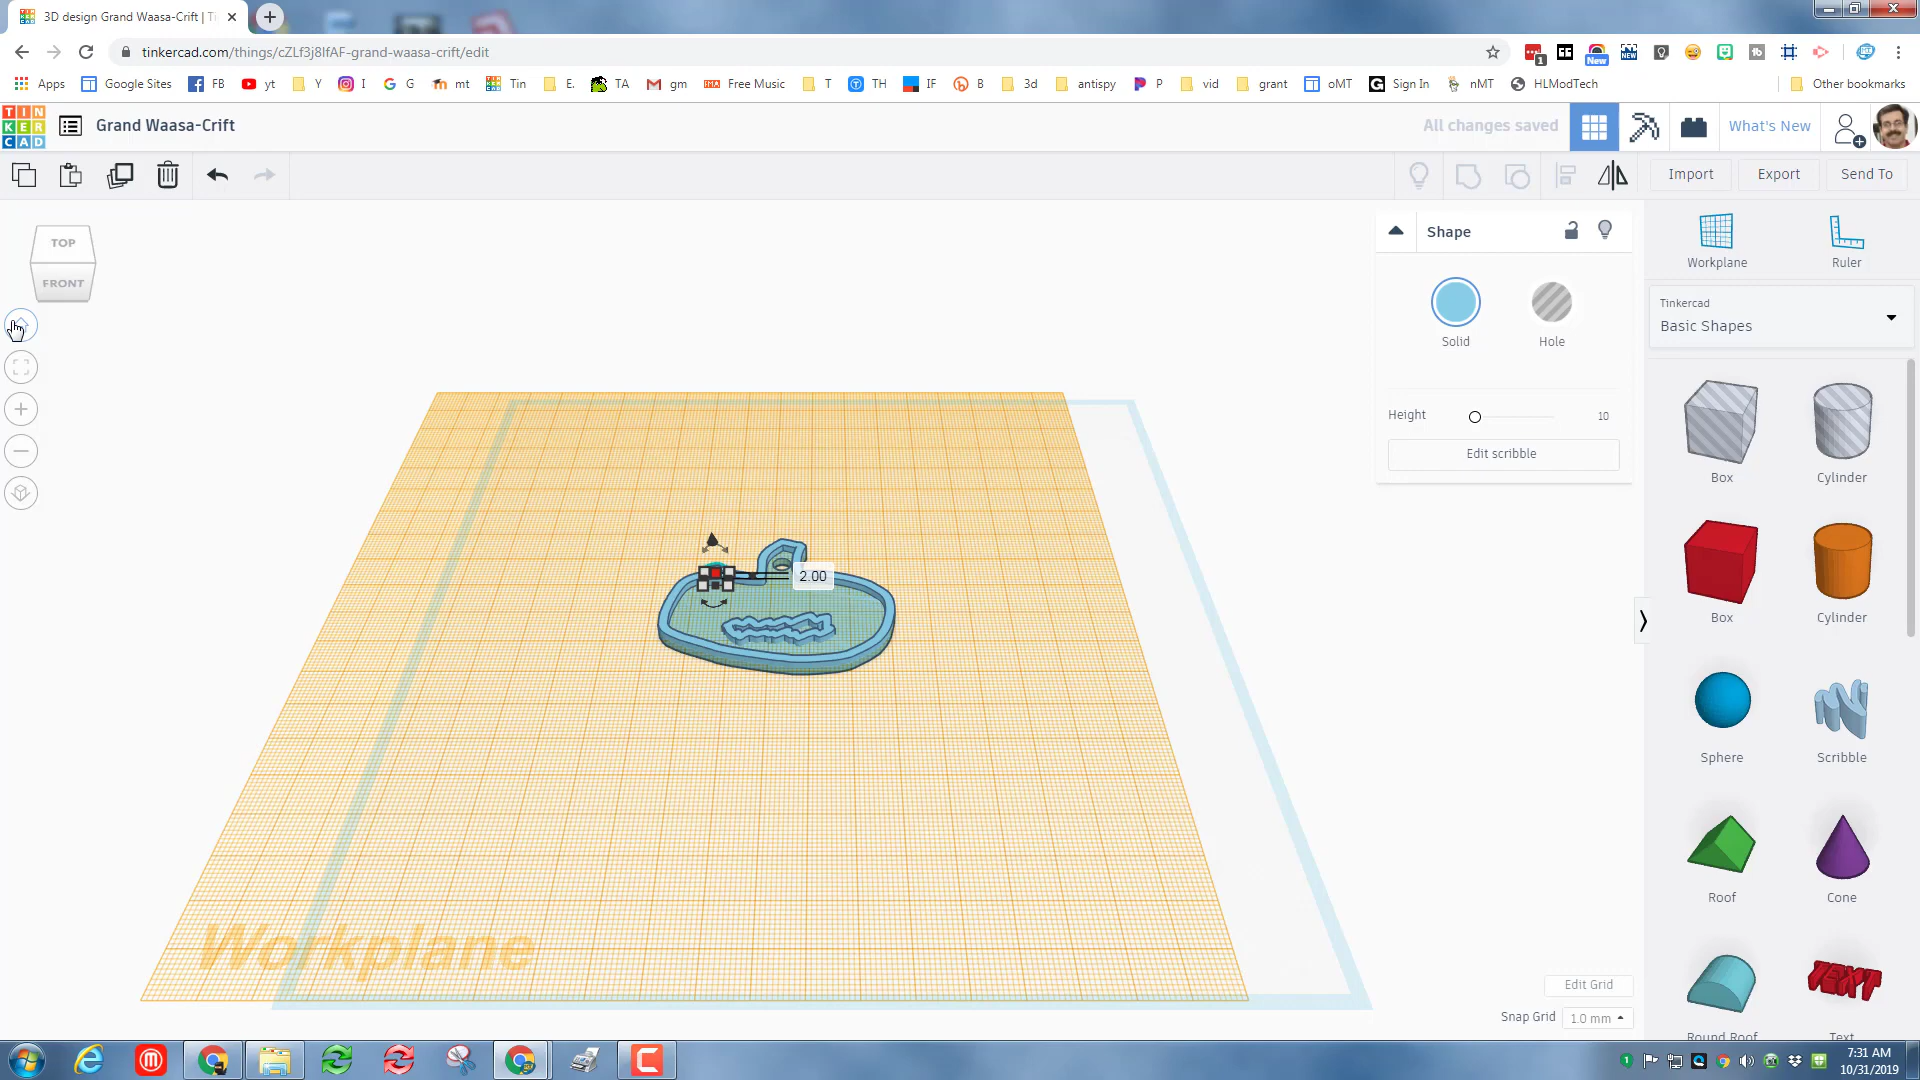 3D design Grand Waasa-Crift | Ti
tinkercad.com/things/cZLf3j8lfAF-grand-waasa-crift/edit
Apps Google Sites FB yt Y I G mt Tin E. TA gm Free Music T TH IF B 3d antispy P vid grant oMT Sign In nMT HLModTech Other bookmarks
TINKERCAD
Grand Waasa-Crift
All changes saved
What's New
Import Export Send To
TOP
FRONT
Shape
Solid Hole
Height 10
Edit scribble
2.00
Workplane
Workplane Ruler
Tinkercad
Basic Shapes
Box Cylinder
Box Cylinder
Sphere Scribble
Roof Cone
Round Roof Text
Edit Grid
Snap Grid 1.0 mm
7:31 AM
10/31/2019